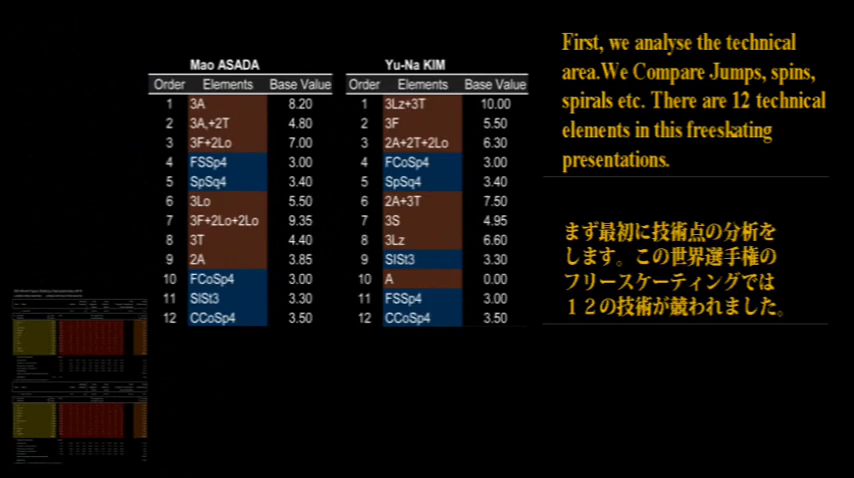 Mao ASADA
Order Elements Base Value
1 3A 8.20
2 3A,+2T 4.80
3 3F+2Lo 7.00
4 FSSp4 3.00
5 SpSq4 3.40
6 3Lo 5.50
7 3F+2Lo+2Lo 9.35
8 3T 4.40
9 2A 3.85
10 FCoSp4 3.00
11 SlSt3 3.30
12 CCoSp4 3.50
Yu-Na KIM
Order Elements Base Value
1 3Lz+3T 10.00
2 3F 5.50
3 2A+2T+2Lo 6.30
4 FCoSp4 3.00
5 SpSq4 3.40
6 2A+3T 7.50
7 3S 4.95
8 3Lz 6.60
9 SlSt3 3.30
10 A 0.00
11 FSSp4 3.00
12 CCoSp4 3.50
First, we analyse the technical
area.We Compare Jumps, spins,
spirals etc. There are 12 technical
elements in this freeskating
presentations.
まず最初に技術点の分析を
します。この世界選手権の
フリースケーティングでは
１２の技術が競われました。